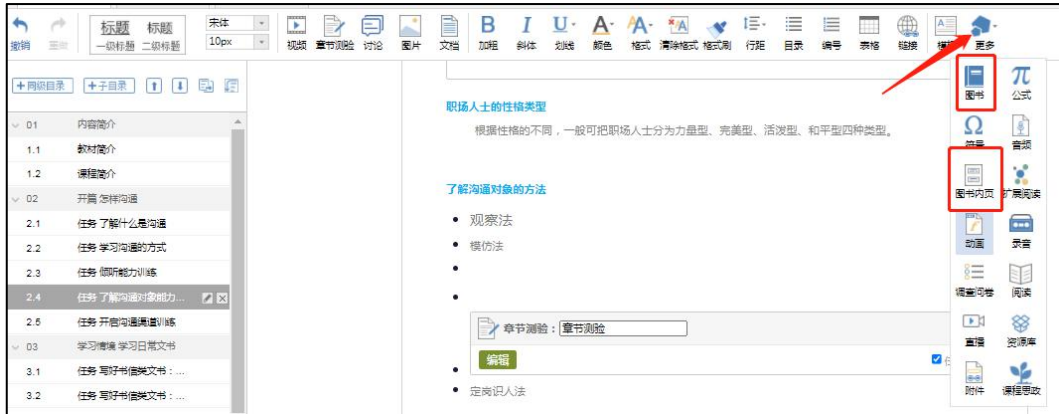 标题 标题 宋体
撤销 一级标题 二级标题 10px
视频 章节测验 讨论 图片 文档 B 加粗 I 斜体 U 划线 A 颜色 格式 清除格式 格式刷 行距 目录 编号 表格 链接 更多
+同级目录 +子目录
01 内容简介
1.1 教材简介
1.2 课程简介
02 开篇 怎样沟通
2.1 任务 了解什么是沟通
2.2 任务 学习沟通的方式
2.3 任务 倾听能力训练
2.4 任务 了解沟通对象能力...
2.5 任务 开启沟通渠道训练
03 学习情境 学习日常文书
3.1 任务 写好书信类文书：...
3.2 任务 写好书信类文书：...
职场人士的性格类型
根据性格的不同，一般可把职场人士分为力量型、完美型、活泼型、和平型四种类型。
了解沟通对象的方法
观察法
模仿法
章节测验： 章节测验
编辑
定岗识人法
图书 π 公式
Ω 音频
图书内页 扩展阅读
动画 录音
调查问卷 阅读
直播 资源库
附件 课程思政